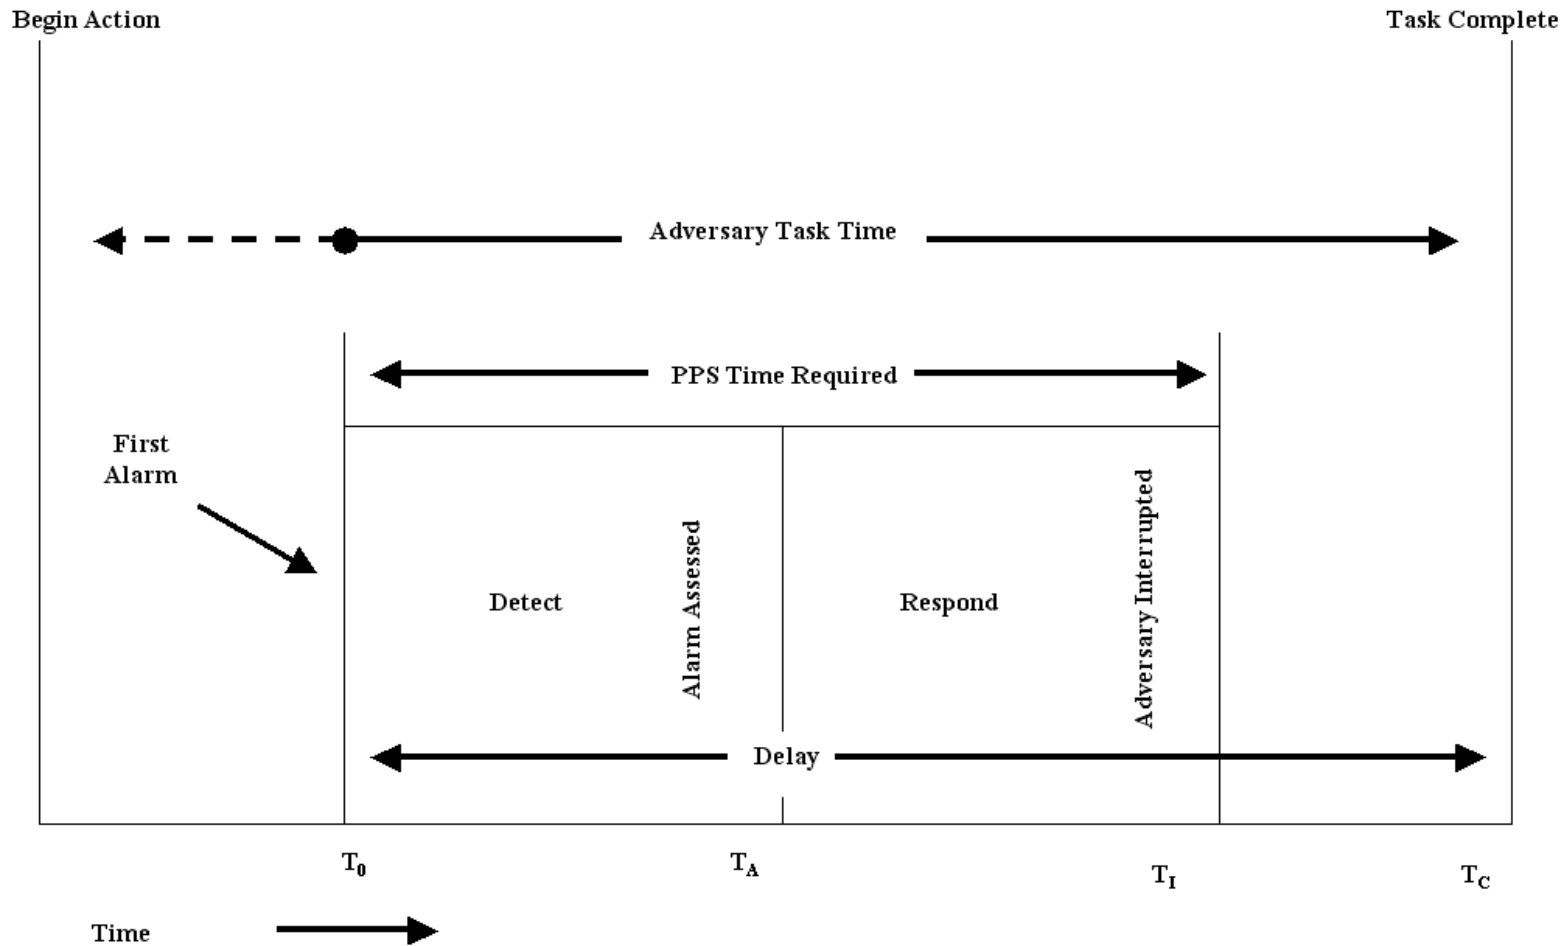 Begin Action
Task Complete
Adversary Task Time
PPS Time Required
First
Alarm
Detect
Alarm Assessed
Respond
Adversary Interrupted
Delay
T0
TA
TI
TC
Time